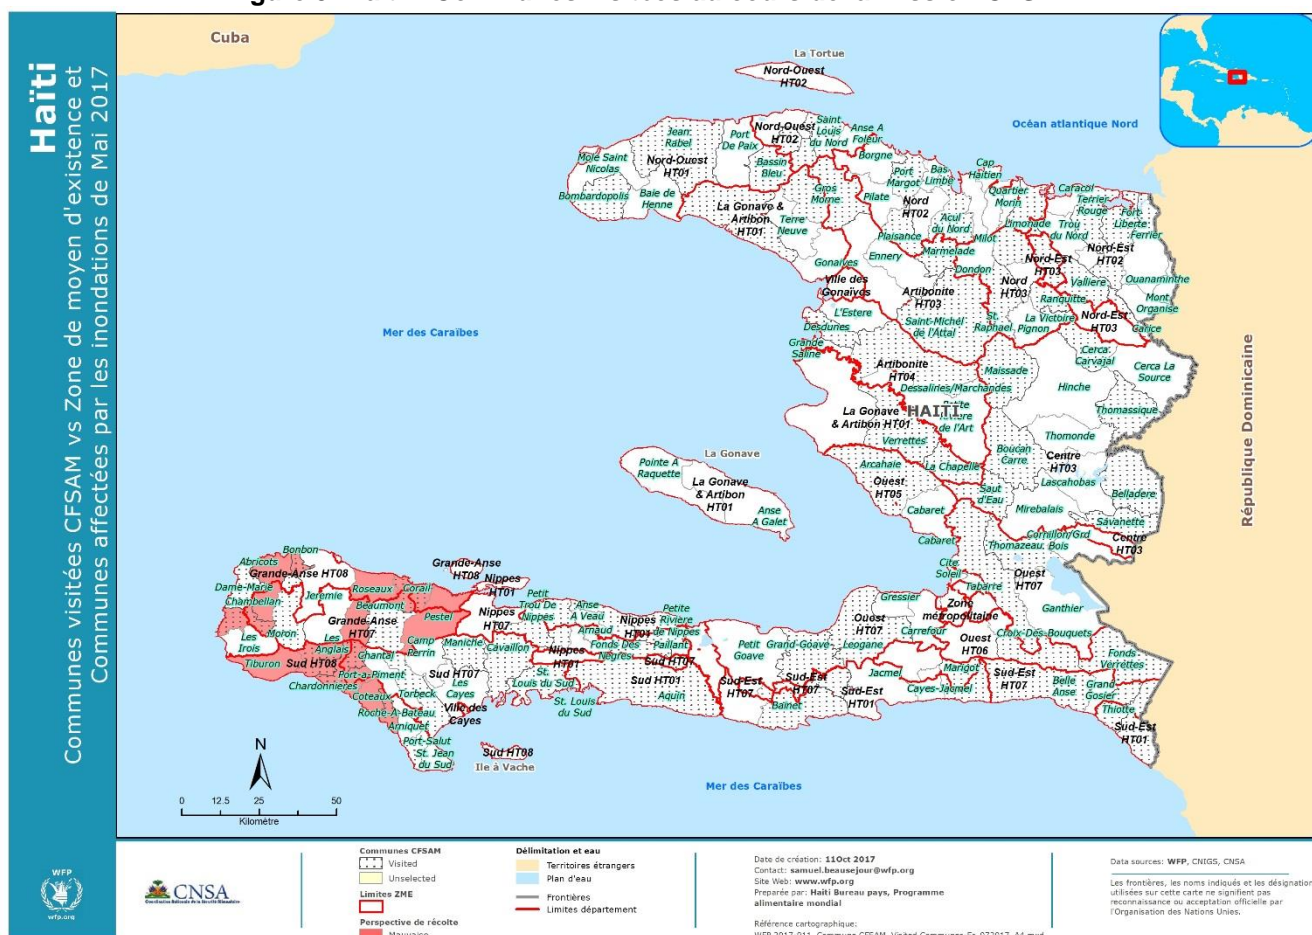 Haïti
Communes visitées CFSAM vs Zone de moyen d'existence et
Communes affectées par les inondations de Mai 2017
WFP
wfp.org
Cuba
La Tortue
Nord-Ouest
HT02
Océan atlantique Nord
Jean
Rabel
Port
De Paix
Nord-Ouest
HT02
Saint
Louis
du Nord
Anse A
Foleur
Borgne
Mole Saint
Nicolas
Nord-Ouest
HT01
Bassin
Bleu
Port
Margot
Bas
Limbe
Cap
Haitien
Quartier
Morin
Caracol
Terrier-
Rouge
Fort-
Liberte
Ferrier
Bombardopolis
Baie de
Henne
Gros
Morne
Pilate
Nord
HT02
Acul
du Nord
Limonade
Trou
du Nord
La Gonave &
Artibon
HT01
Terre
Neuve
Plaisance
Milot
Nord-Est
HT02
Marmelade
Gonaives
Ennery
Dondon
Nord-Est
HT03
Valliere
Ouanaminthe
Ville des
Gonaïves
Artibonite
HT03
Nord
HT03
Ranquitte
Mont
Organise
L'Estere
Desdunes
Saint-Michél
de l'Attal
St.
Raphael
La Victoire
Pignon
Nord-Est
HT03
Carice
Grande
Saline
Artibonite
HT04
Maissade
Cerca
Carvajal
Cerca La
Source
Dessalines/Marchandes
Hinche
HAITI
de l'Art
Thomassique
La Gonave
& Artibon HT01
Verrettes
Thomonde
Mer des Caraïbes
République Dominicaine
La Gonave
Pointe A
Raquette
La Gonave
& Artibon
HT01
Anse
A Galet
Arcahaie
La Chapelle
Boucan
Carre
Centre
HT03
Ouest
HT05
Saut
d'Eau
Lascahobas
Belladere
Cabaret
Mirebalais
Savanette
Cabaret
Cornillon/Grd
Bois
Thomazeau
Centre
HT03
Cite
Soleil
Tabarre
Ouest
HT07
Ganthier
Bonbon
Abricots
Grande-Anse HT08
Dame-Marie
Chambellan
Jeremie
Roseaux
Corail
Grande-Anse
HT08
Nippes
HT01
Beaumont
Pestel
Grande-Anse
HT07
Moron
Les
Irois
Les
Anglais
Tiburon
Sud HT08
Chantal
Camp
Perrin
Maniche
Cavaillon
Nippes
HT07
Petit
Trou De
Nippes
Anse
A Veau
Arnaud
Petite
Riviere
de Nippes
Nippes
HT01
Paillant
Fonds Des
Negres
Sud HT07
Nippes
HT01
Port-a-Piment
Chardonnieres
Coteaux
Roche-A-Bateau
Torbeck
Sud HT07
Les
Cayes
Ville des
Cayes
St.
Louis du Sud
St. Louis
du Sud
Sud HT01
Aquin
Arniquet
Port-Salut
St. Jean
du Sud
Sud HT08
Ile à Vache
Petit
Goave
Grand-Goave
Ouest
HT07
Leogane
Gressier
Carrefour
Zone
métropolitaine
Ouest
HT06
Croix-Des-Bouquets
Fonds-
Verrettes
Sud-Est
HT07
Sud-Est
HT07
Bainet
Jacmel
Sud-Est
HT01
Cayes-Jacmel
Marigot
Sud-Est
HT07
Belle
Anse
Grand
Gosier
Thiotte
Sud-Est
HT01
Mer des Caraïbes
N
0 12.5 25 50
Kilomètre
CNSA
Communes CFSAM
Visited
Unselected
Limites ZME
Perspective de récolte
Mauvaise
Délimitation et eau
Territoires étrangers
Plan d'eau
Frontières
Limites département
Date de création: 11Oct 2017
Contact: samuel.beausejour@wfp.org
Site Web: www.wfp.org
Preparée par: Haiti Bureau pays, Programme
alimentaire mondial
Référence cartographique:
Data sources: WFP, CNIGS, CNSA
Les frontières, les noms indiqués et les désignation
utilisées sur cette carte ne signifient pas
reconnaissance ou acceptation officielle par
l'Organisation des Nations Unies.